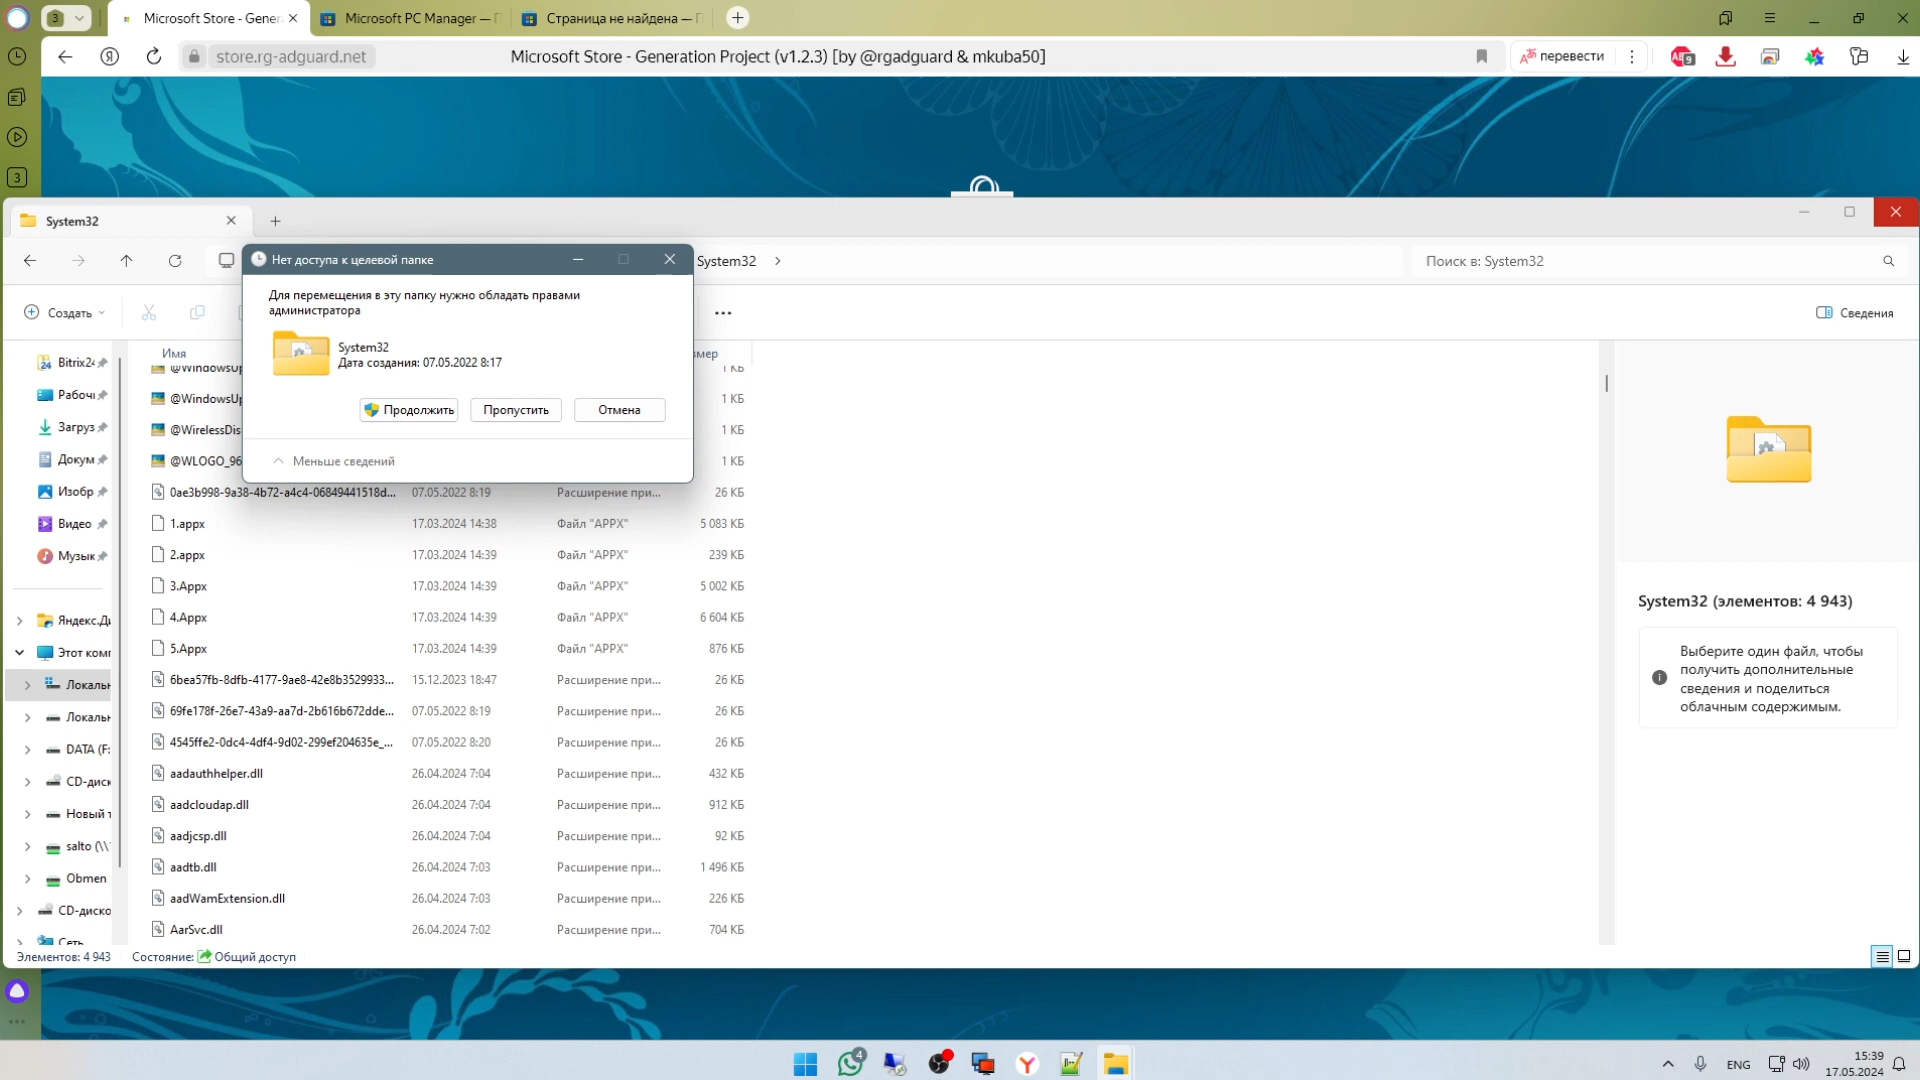 3
Microsoft Store - Gener
Microsoft PC Manager — Г
Страница не найдена — Г
store.rg-adguard.net
Microsoft Store - Generation Project (v1.2.3) [by @rgadguard & mkuba50]
перевести
9
3
System32
System32
Поиск в: System32
Нет доступа к целевой папке
Для перемещения в эту папку нужно обладать правами
администратора
System32
Дата создания: 07.05.2022 8:17
Продолжить
Пропустить
Отмена
Меньше сведений
Создать
Сведения
Имя
змер
@WindowsUp
1 КБ
@WindowsUp
1 КБ
@WirelessDis
1 КБ
@WLOGO_96
1 КБ
0ae3b998-9a38-4b72-a4c4-06849441518d... 07.05.2022 8:19 Расширение при... 26 КБ
1.appx 17.03.2024 14:38 Файл "APPX" 5 083 КБ
2.appx 17.03.2024 14:39 Файл "APPX" 239 КБ
3.Appx 17.03.2024 14:39 Файл "APPX" 5 002 КБ
4.Appx 17.03.2024 14:39 Файл "APPX" 6 604 КБ
5.Appx 17.03.2024 14:39 Файл "APPX" 876 КБ
6bea57fb-8dfb-4177-9ae8-42e8b3529933... 15.12.2023 18:47 Расширение при... 26 КБ
69fe178f-26e7-43a9-aa7d-2b616b672dde... 07.05.2022 8:19 Расширение при... 26 КБ
4545ffe2-0dc4-4df4-9d02-299ef204635e_... 07.05.2022 8:20 Расширение при... 26 КБ
aadauthhelper.dll 26.04.2024 7:04 Расширение при... 432 КБ
aadcloudap.dll 26.04.2024 7:04 Расширение при... 912 КБ
aadjcsp.dll 26.04.2024 7:04 Расширение при... 92 КБ
aadtb.dll 26.04.2024 7:03 Расширение при... 1 496 КБ
aadWamExtension.dll 26.04.2024 7:03 Расширение при... 226 КБ
AarSvc.dll 26.04.2024 7:02 Расширение при... 704 КБ
Bitrix24
Рабочи
Загруз
Докум
Изобр
Видео
Музык
Яндекс.Ди
Этот комп
Локальн
Локальн
DATA (F:
CD-диск
Новый т
salto (\\
Obmen
CD-диско
Сеть
System32 (элементов: 4 943)
Выберите один файл, чтобы
получить дополнительные
сведения и поделиться
облачным содержимым.
Элементов: 4 943
Состояние:
Общий доступ
4
ENG
15:39
17.05.2024